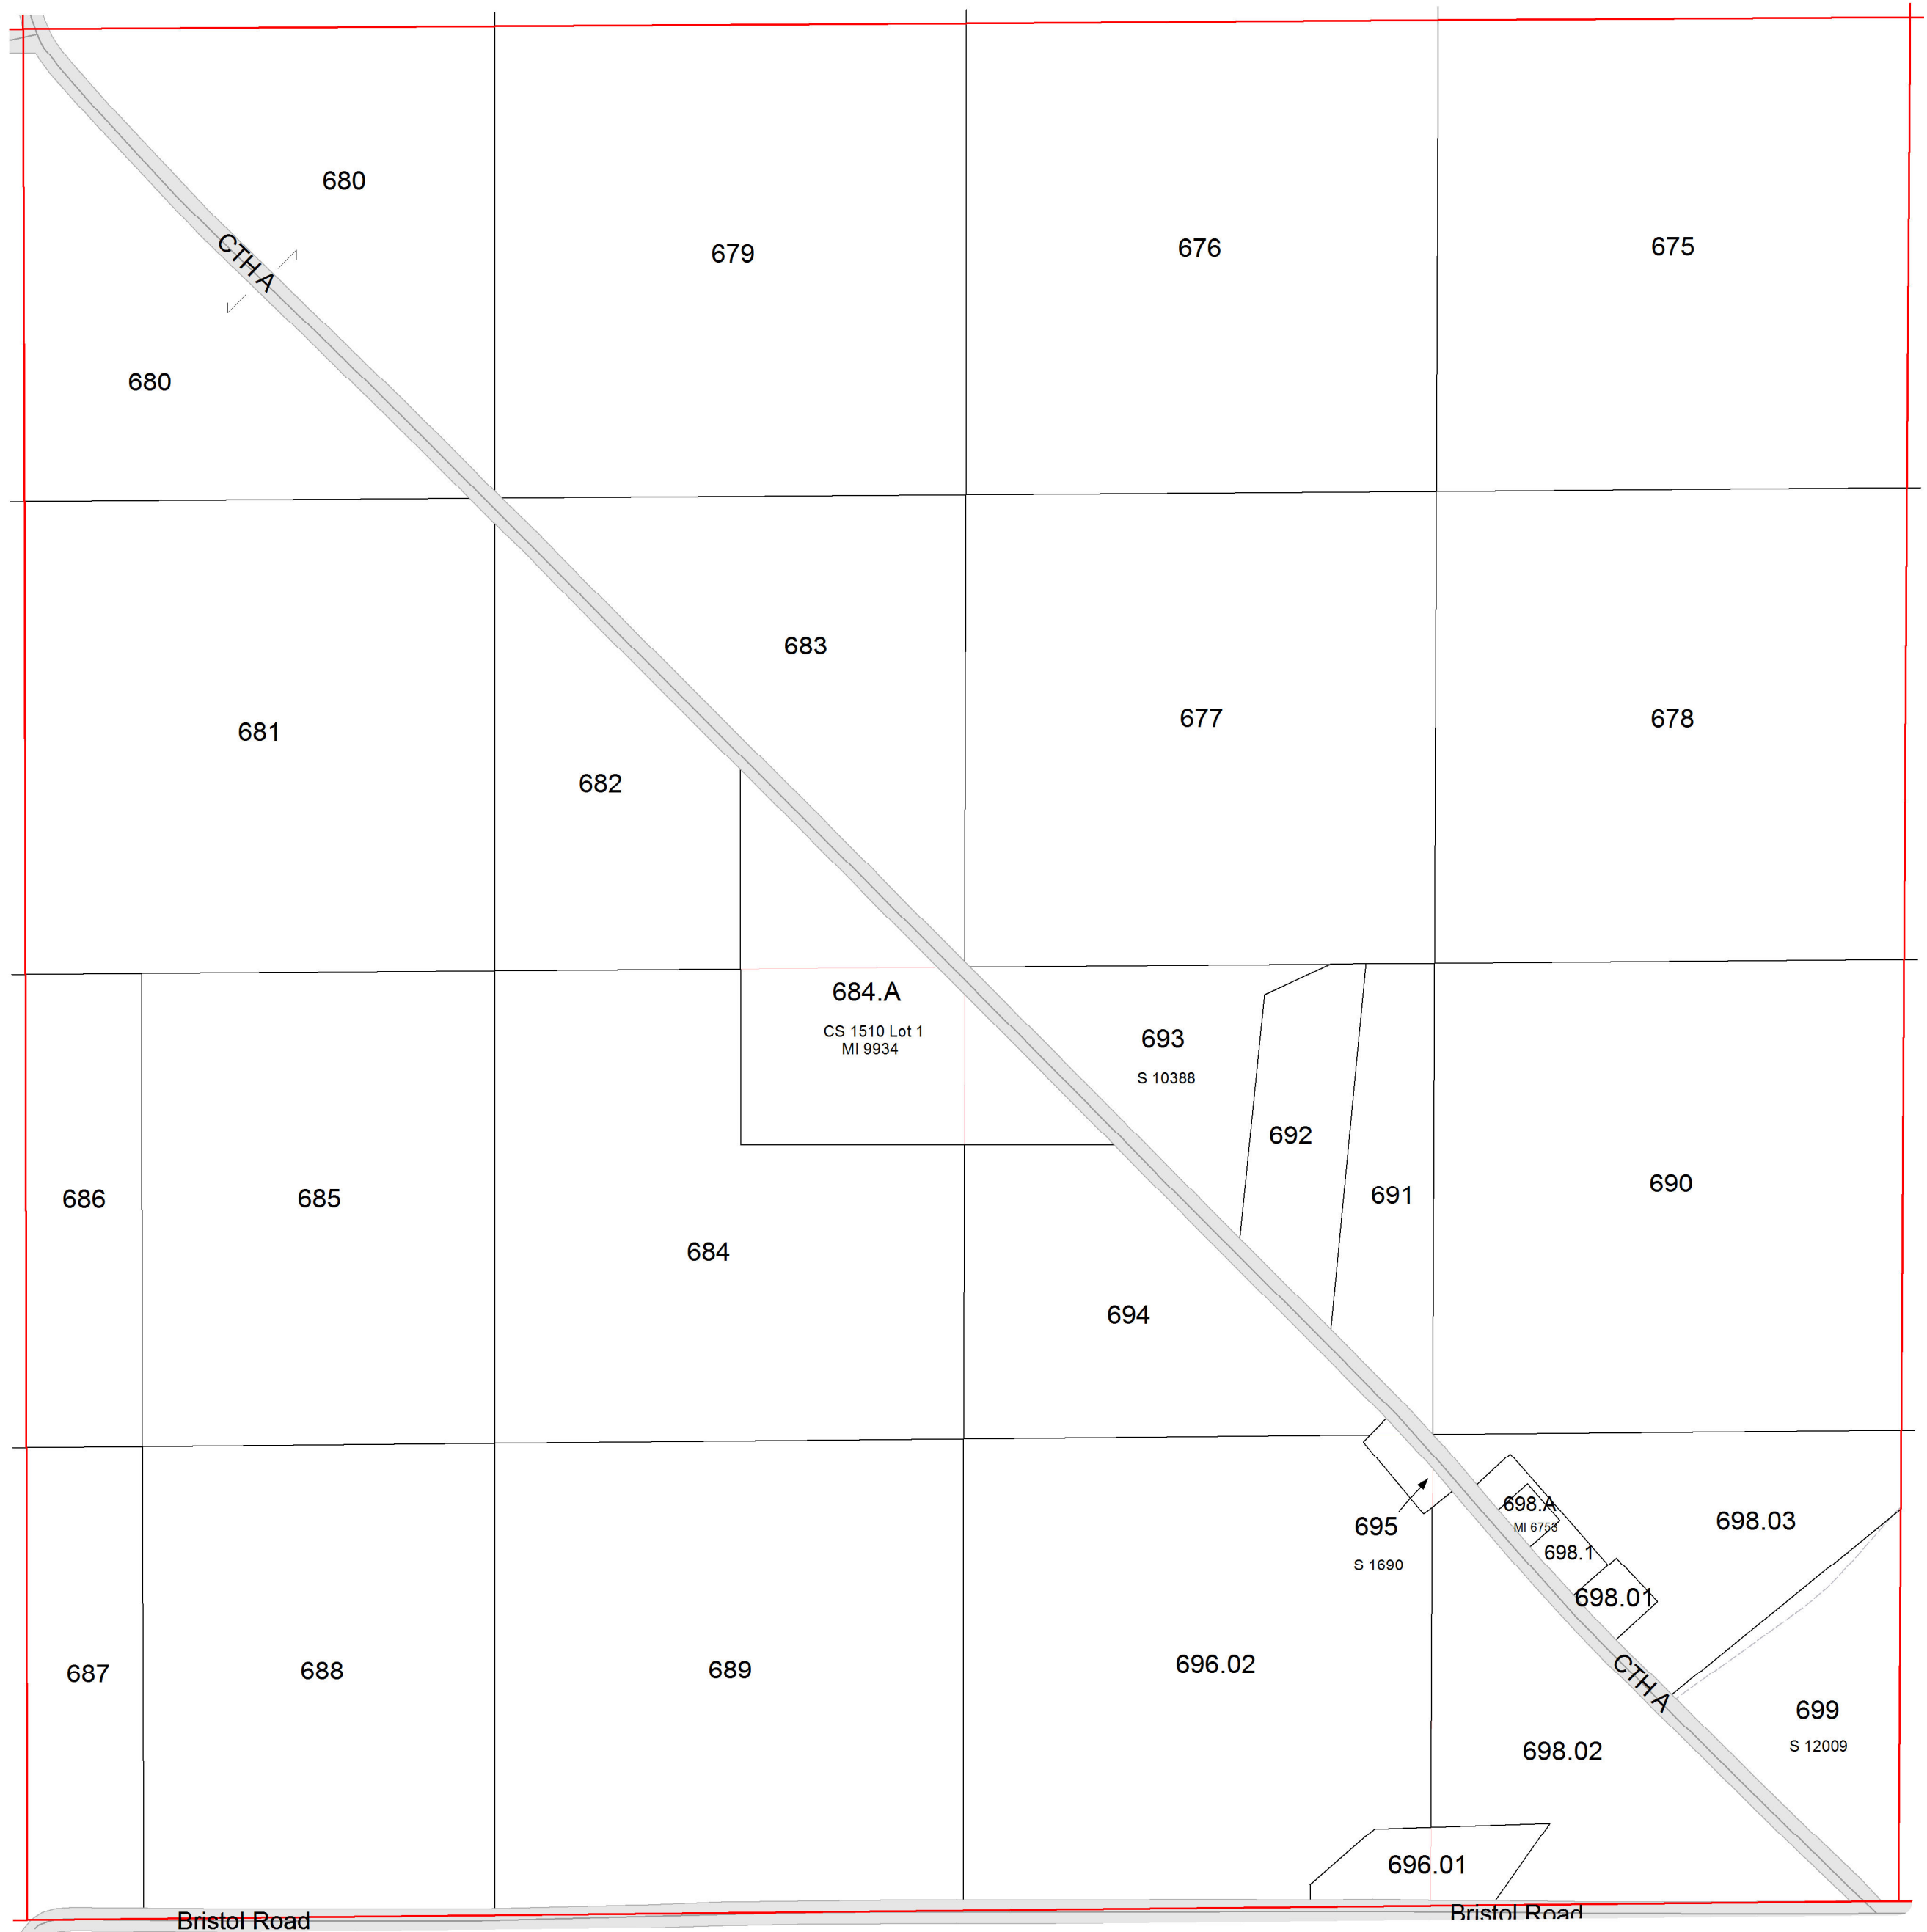 680
CTH A
679
676
675
680
683
681
682
677
678
684.A
CS 1510 Lot 1
MI 9934
693
S 10388
692
691
690
686
685
684
694
698.A
MI 6753
698.1
698.01
698.03
695
S 1690
687
688
689
696.02
CTH A
699
S 12009
698.02
696.01
Bristol Road
Bristol Road